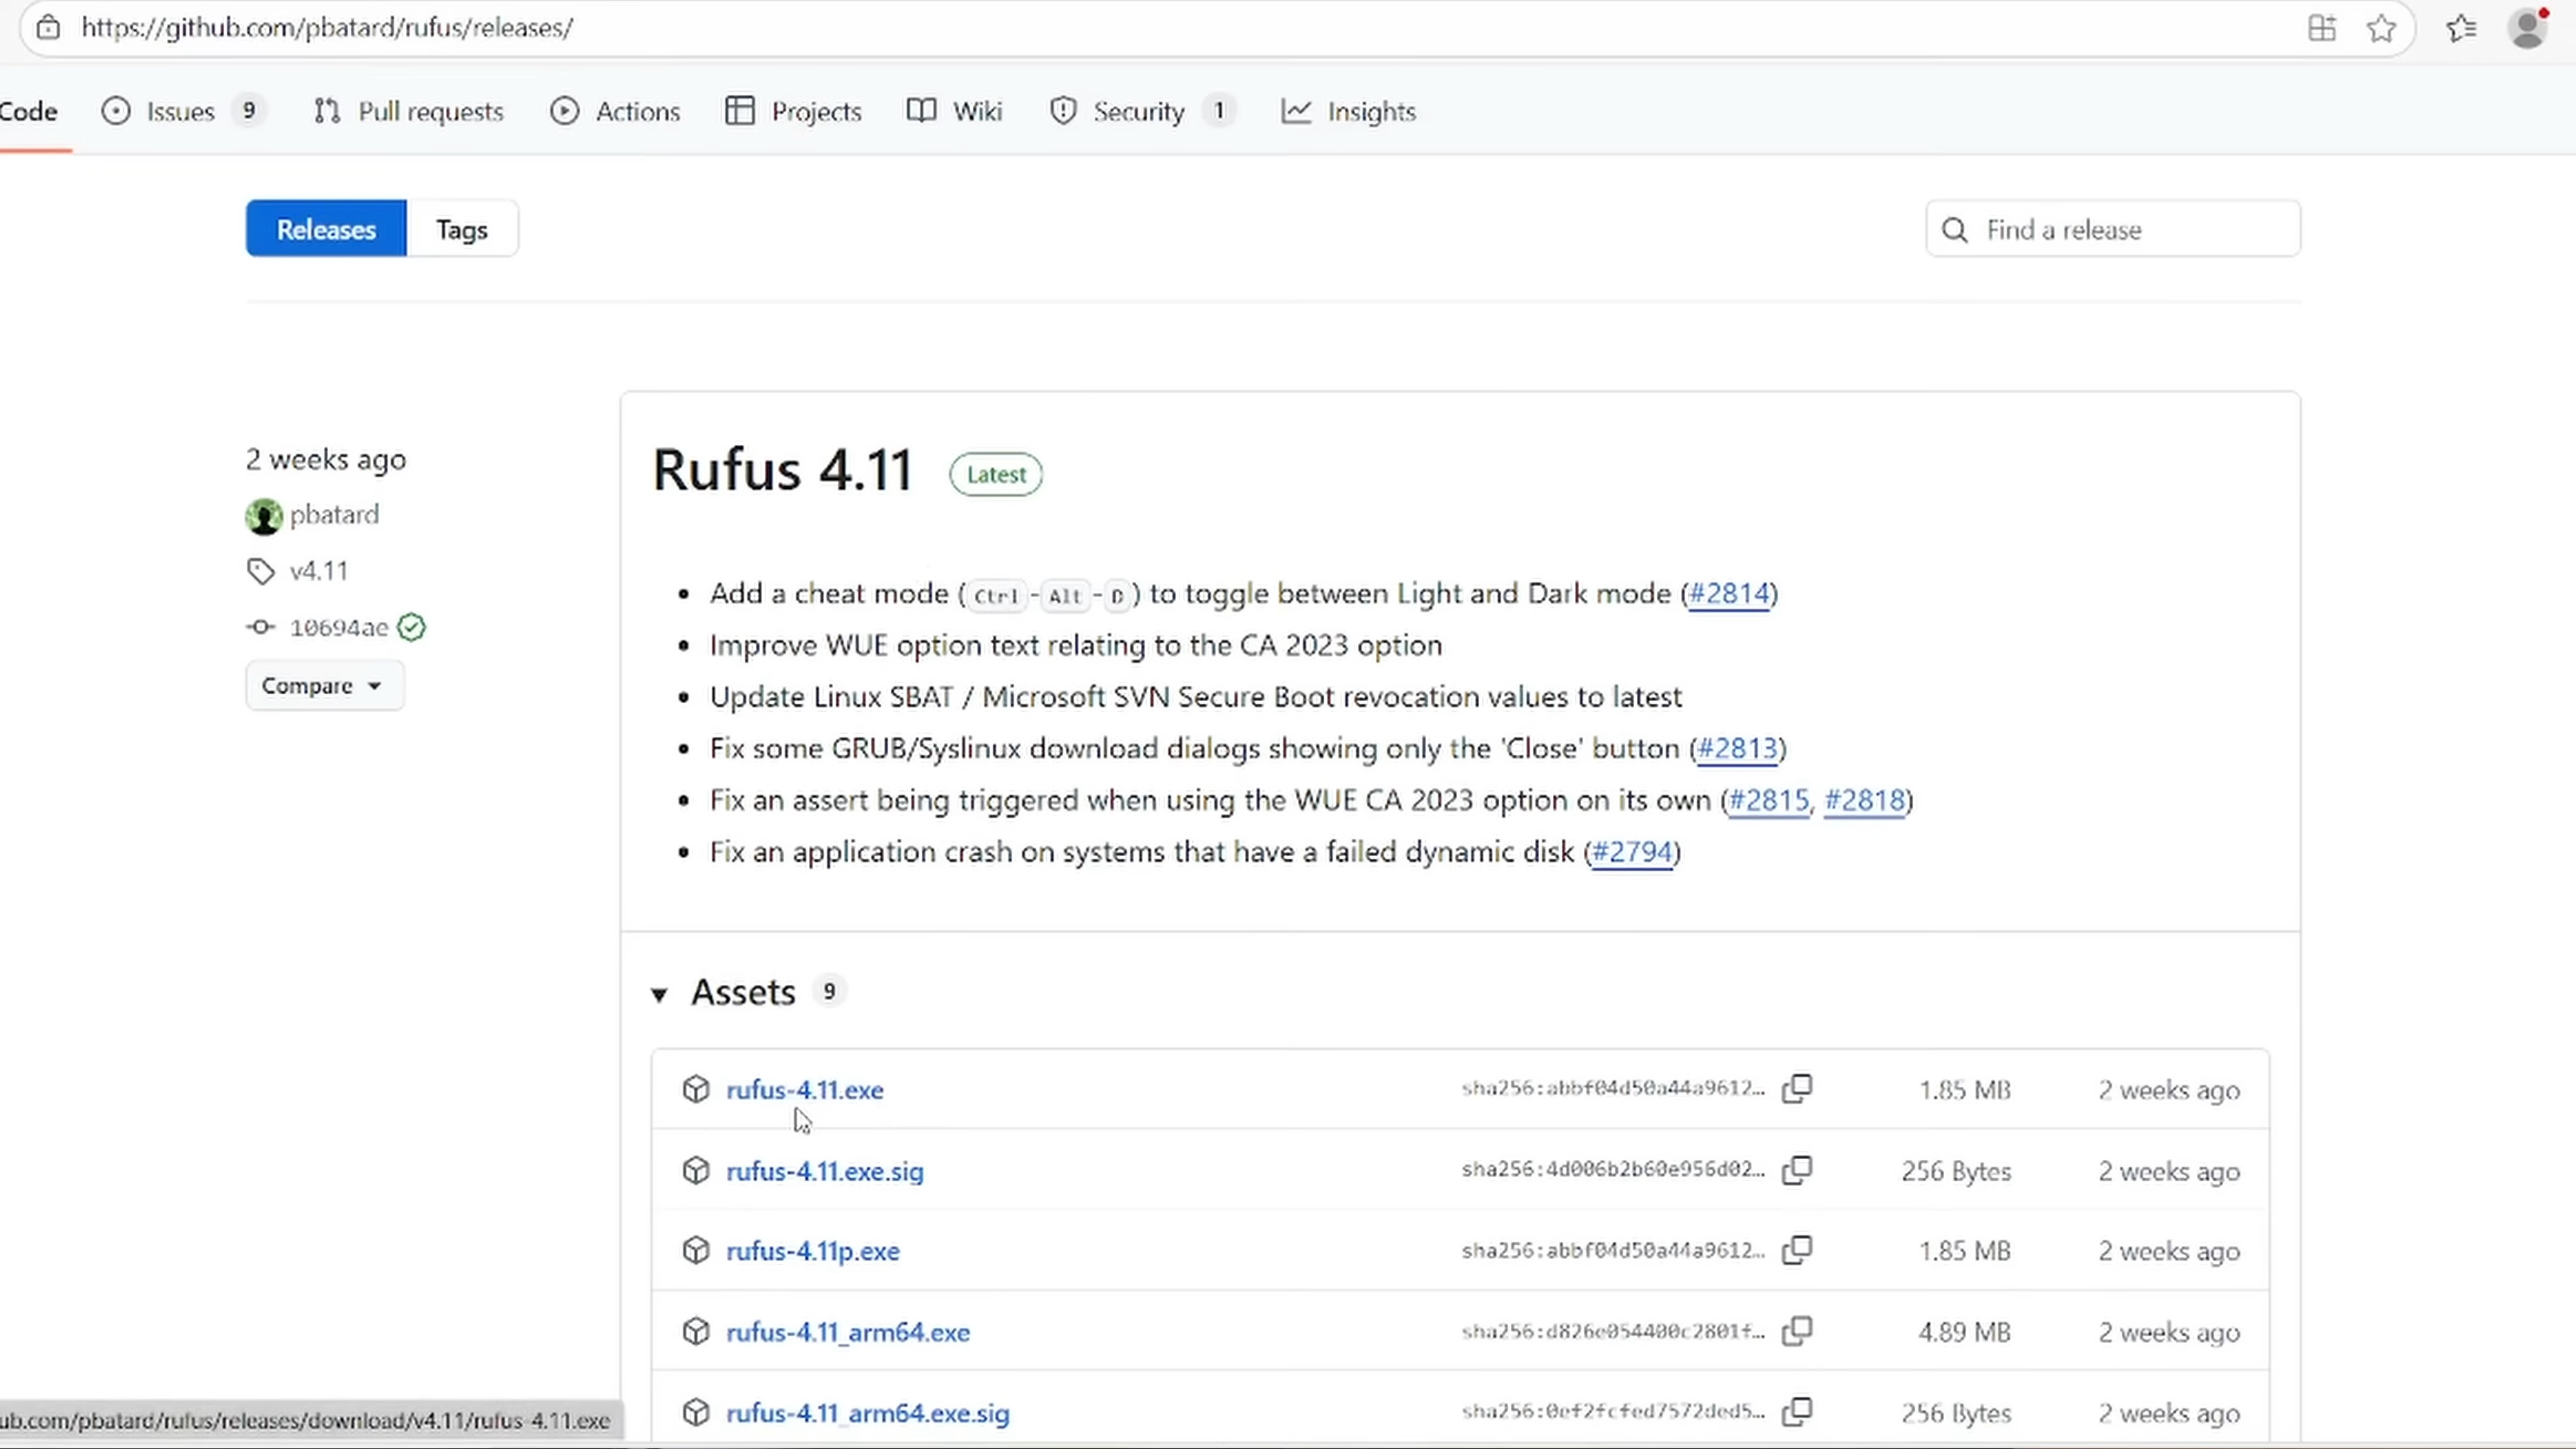 https://github.com/pbatard/rufus/releases/
Code Issues 9 Pull requests Actions Projects Wiki Security 1 Insights
Releases Tags Find a release
2 weeks ago
pbatard
v4.11
10694ae
Compare
Rufus 4.11 Latest
• Add a cheat mode (Ctrl-Alt-D) to toggle between Light and Dark mode (#2814)
• Improve WUE option text relating to the CA 2023 option
• Update Linux SBAT / Microsoft SVN Secure Boot revocation values to latest
• Fix some GRUB/Syslinux download dialogs showing only the 'Close' button (#2813)
• Fix an assert being triggered when using the WUE CA 2023 option on its own (#2815, #2818)
• Fix an application crash on systems that have a failed dynamic disk (#2794)
Assets 9
rufus-4.11.exe sha256:abbf04d50a44a9612... 1.85 MB 2 weeks ago
rufus-4.11.exe.sig sha256:4d006b2b60e956d02... 256 Bytes 2 weeks ago
rufus-4.11p.exe sha256:abbf04d50a44a9612... 1.85 MB 2 weeks ago
rufus-4.11_arm64.exe sha256:d826e054400c2801f... 4.89 MB 2 weeks ago
rufus-4.11_arm64.exe.sig sha256:0ef2fcfed7572ded5... 256 Bytes 2 weeks ago
ub.com/pbatard/rufus/releases/download/v4.11/rufus-4.11.exe